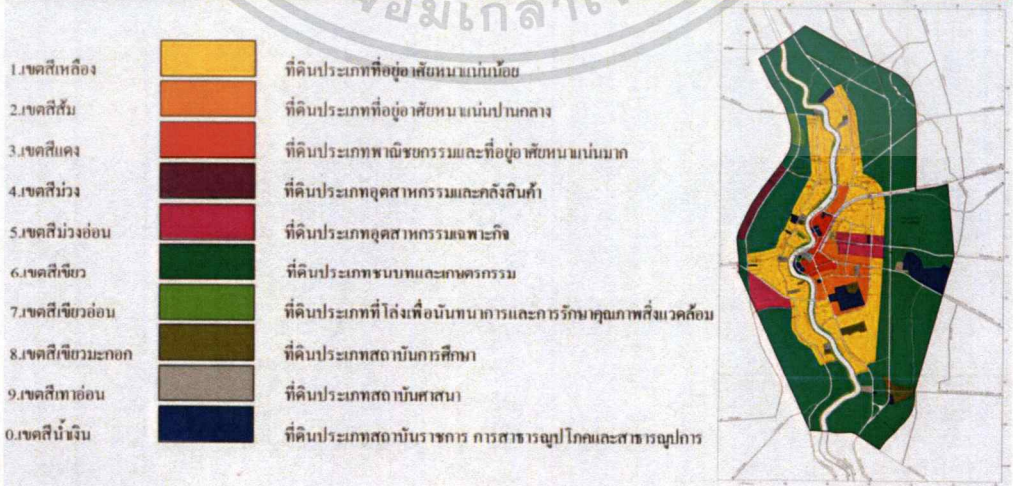 จอมเกล้าเ
1.เขตสีเหลือง ที่ดินประเภทที่อยู่อาศัยหนาแน่นน้อย
2.เขตสีส้ม ที่ดินประเภทที่อยู่อาศัยหนาแน่นปานกลาง
3.เขตสีแดง ที่ดินประเภทพาณิชยกรรมและที่อยู่อาศัยหนาแน่นมาก
4.เขตสีม่วง ที่ดินประเภทอุตสาหกรรมและคลังสินค้า
5.เขตสีม่วงอ่อน ที่ดินประเภทอุตสาหกรรมเฉพาะกิจ
6.เขตสีเขียว ที่ดินประเภทชนบทและเกษตรกรรม
7.เขตสีเขียวอ่อน ที่ดินประเภทที่โล่งเพื่อนันทนาการและการรักษาคุณภาพสิ่งแวดล้อม
8.เขตสีเขียวมะกอก ที่ดินประเภทสถาบันการศึกษา
9.เขตสีเทาอ่อน ที่ดินประเภทสถาบันศาสนา
0.เขตสีน้ำเงิน ที่ดินประเภทสถาบันราชการ การสาธารณูปโภคและสาธารณูปการ